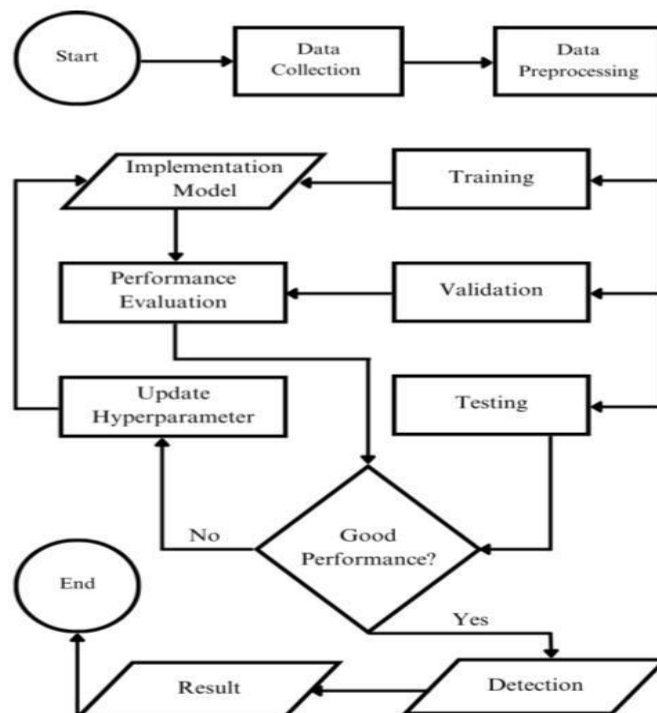 Start
Data
Collection
Data
Preprocessing
Implementation
Model
Training
Performance
Evaluation
Validation
Update
Hyperparameter
Testing
No
Good
Performance?
End
Yes
Result
Detection